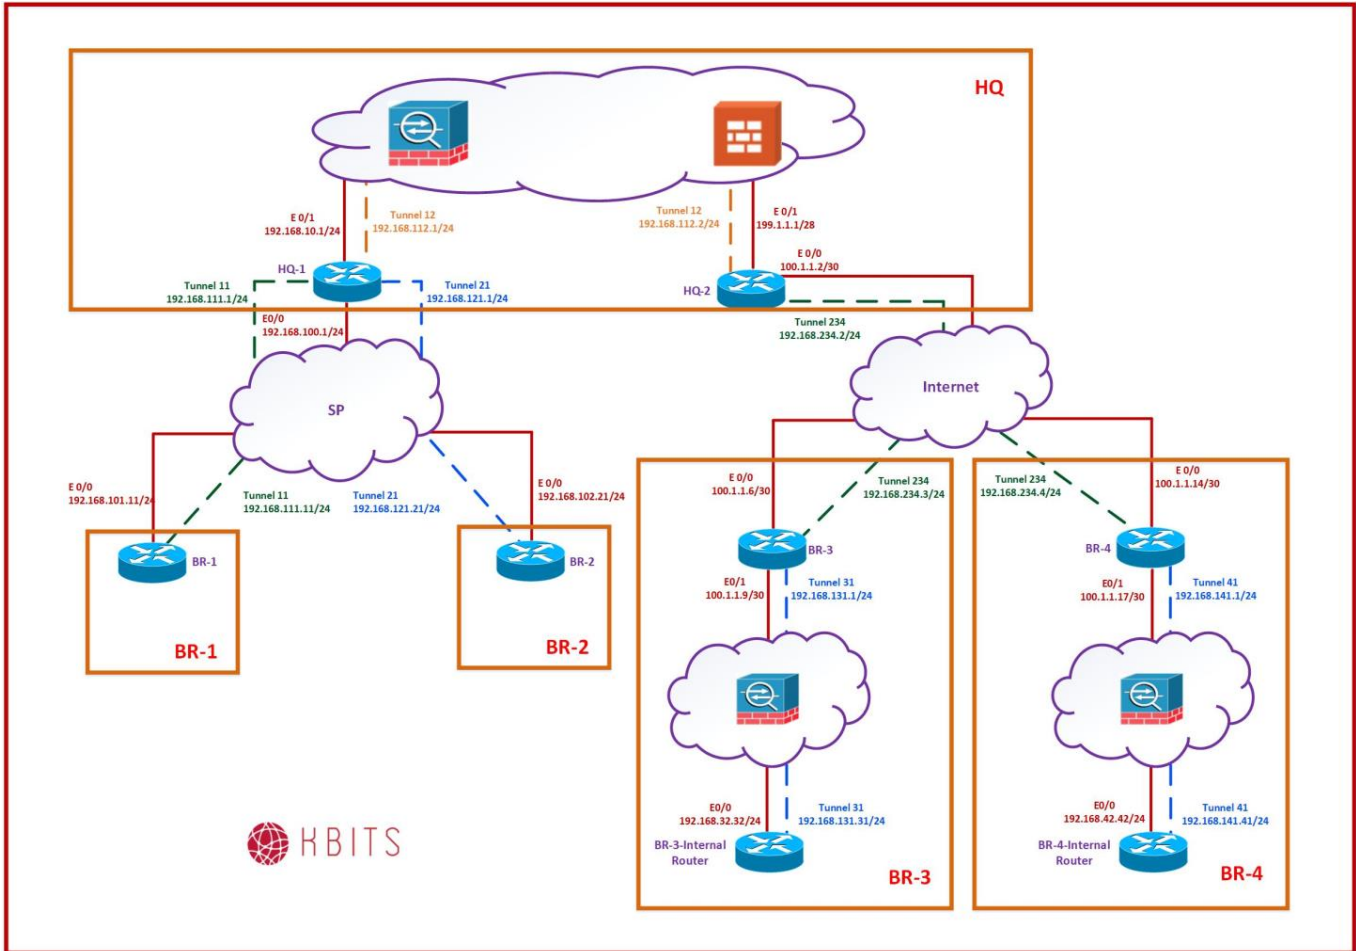 HQ
E 0/1
192.168.10.1/24
Tunnel 12
192.168.112.1/24
Tunnel 12
192.168.112.2/24
E 0/1
199.1.1.1/28
HQ-1
Tunnel 11
192.168.111.1/24
Tunnel 21
192.168.121.1/24
E0/0
192.168.100.1/24
HQ-2
E 0/0
100.1.1.2/30
Tunnel 234
192.168.234.2/24
SP
Internet
E 0/0
192.168.101.11/24
Tunnel 11
192.168.111.11/24
Tunnel 21
192.168.121.21/24
E 0/0
192.168.102.21/24
BR-1
BR-1
BR-2
BR-2
E 0/0
100.1.1.6/30
Tunnel 234
192.168.234.3/24
Tunnel 234
192.168.234.4/24
E 0/0
100.1.1.14/30
BR-3
E0/1
100.1.1.9/30
Tunnel 31
192.168.131.1/24
BR-4
E0/1
100.1.1.17/30
Tunnel 41
192.168.141.1/24
E0/0
192.168.32.32/24
Tunnel 31
192.168.131.31/24
BR-3-Internal
Router
BR-3
E0/0
192.168.42.42/24
Tunnel 41
192.168.141.41/24
BR-4-Internal
Router
BR-4
KBITS